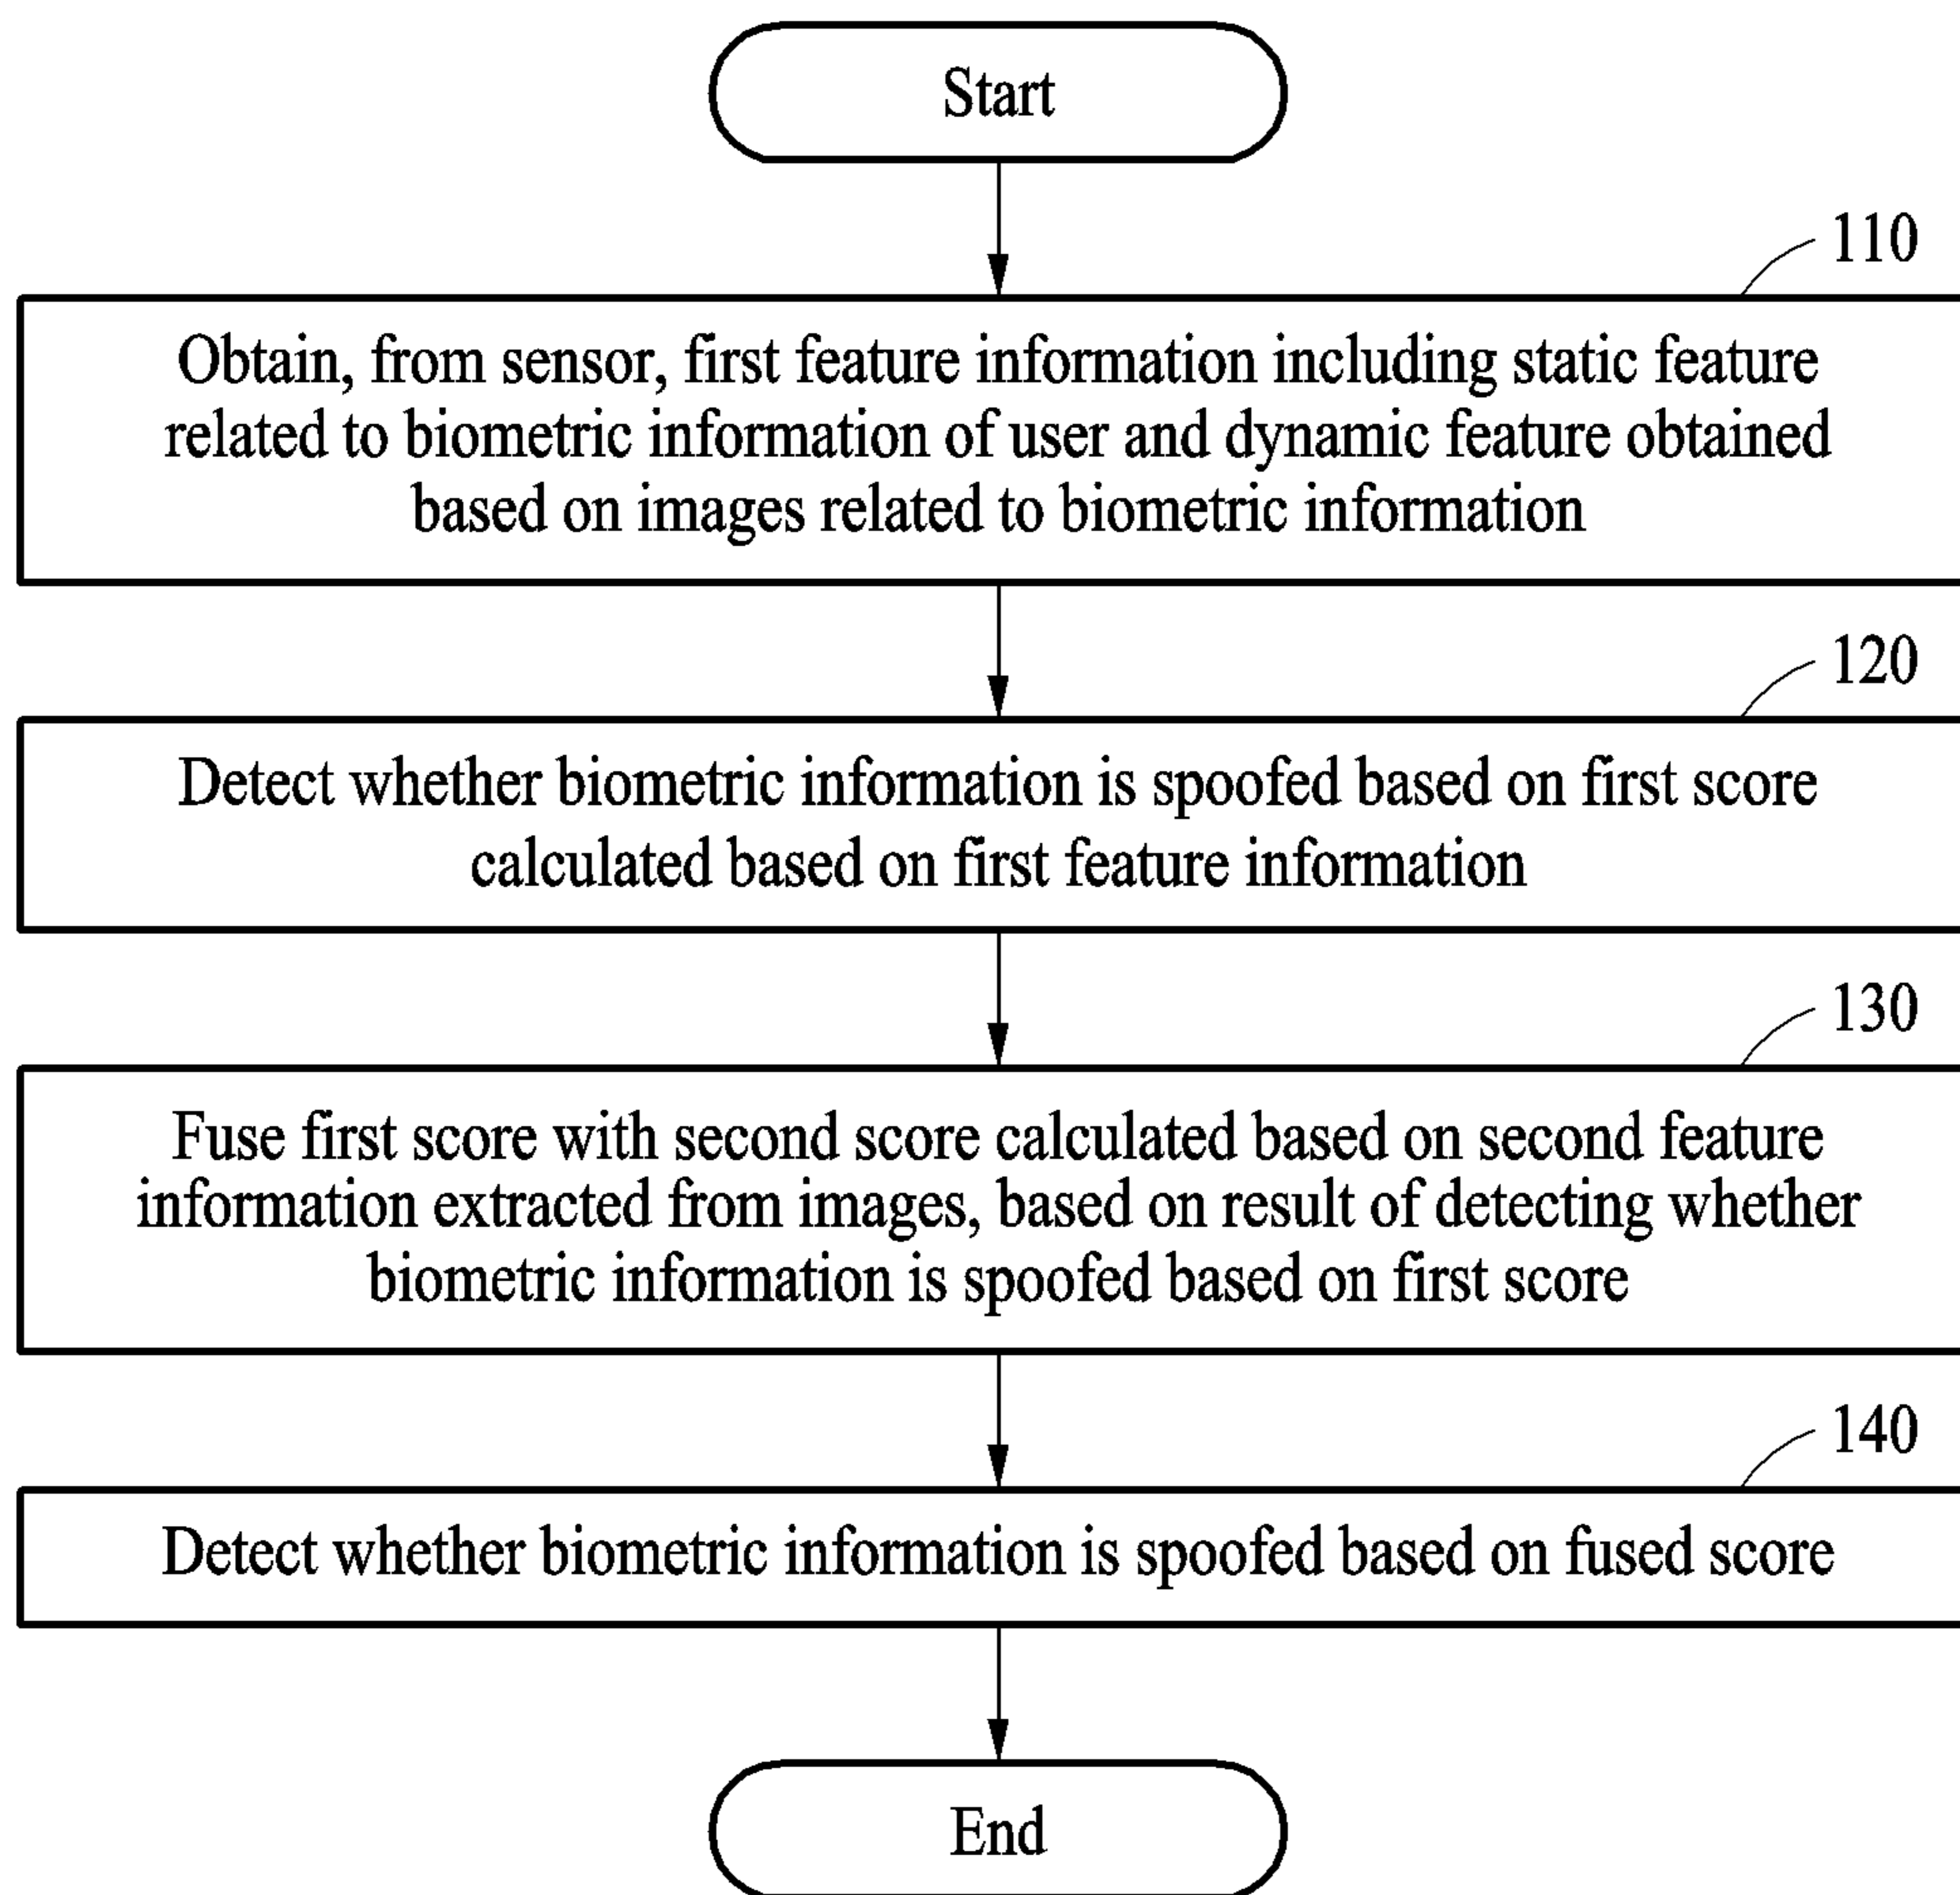 Start
110
Obtain, from sensor, first feature information including static feature
related to biometric information of user and dynamic feature obtained
based on images related to biometric information
120
Detect whether biometric information is spoofed based on first score
calculated based on first feature information
130
Fuse first score with second score calculated based on second feature
information extracted from images, based on result of detecting whether
biometric information is spoofed based on first score
140
Detect whether biometric information is spoofed based on fused score
End